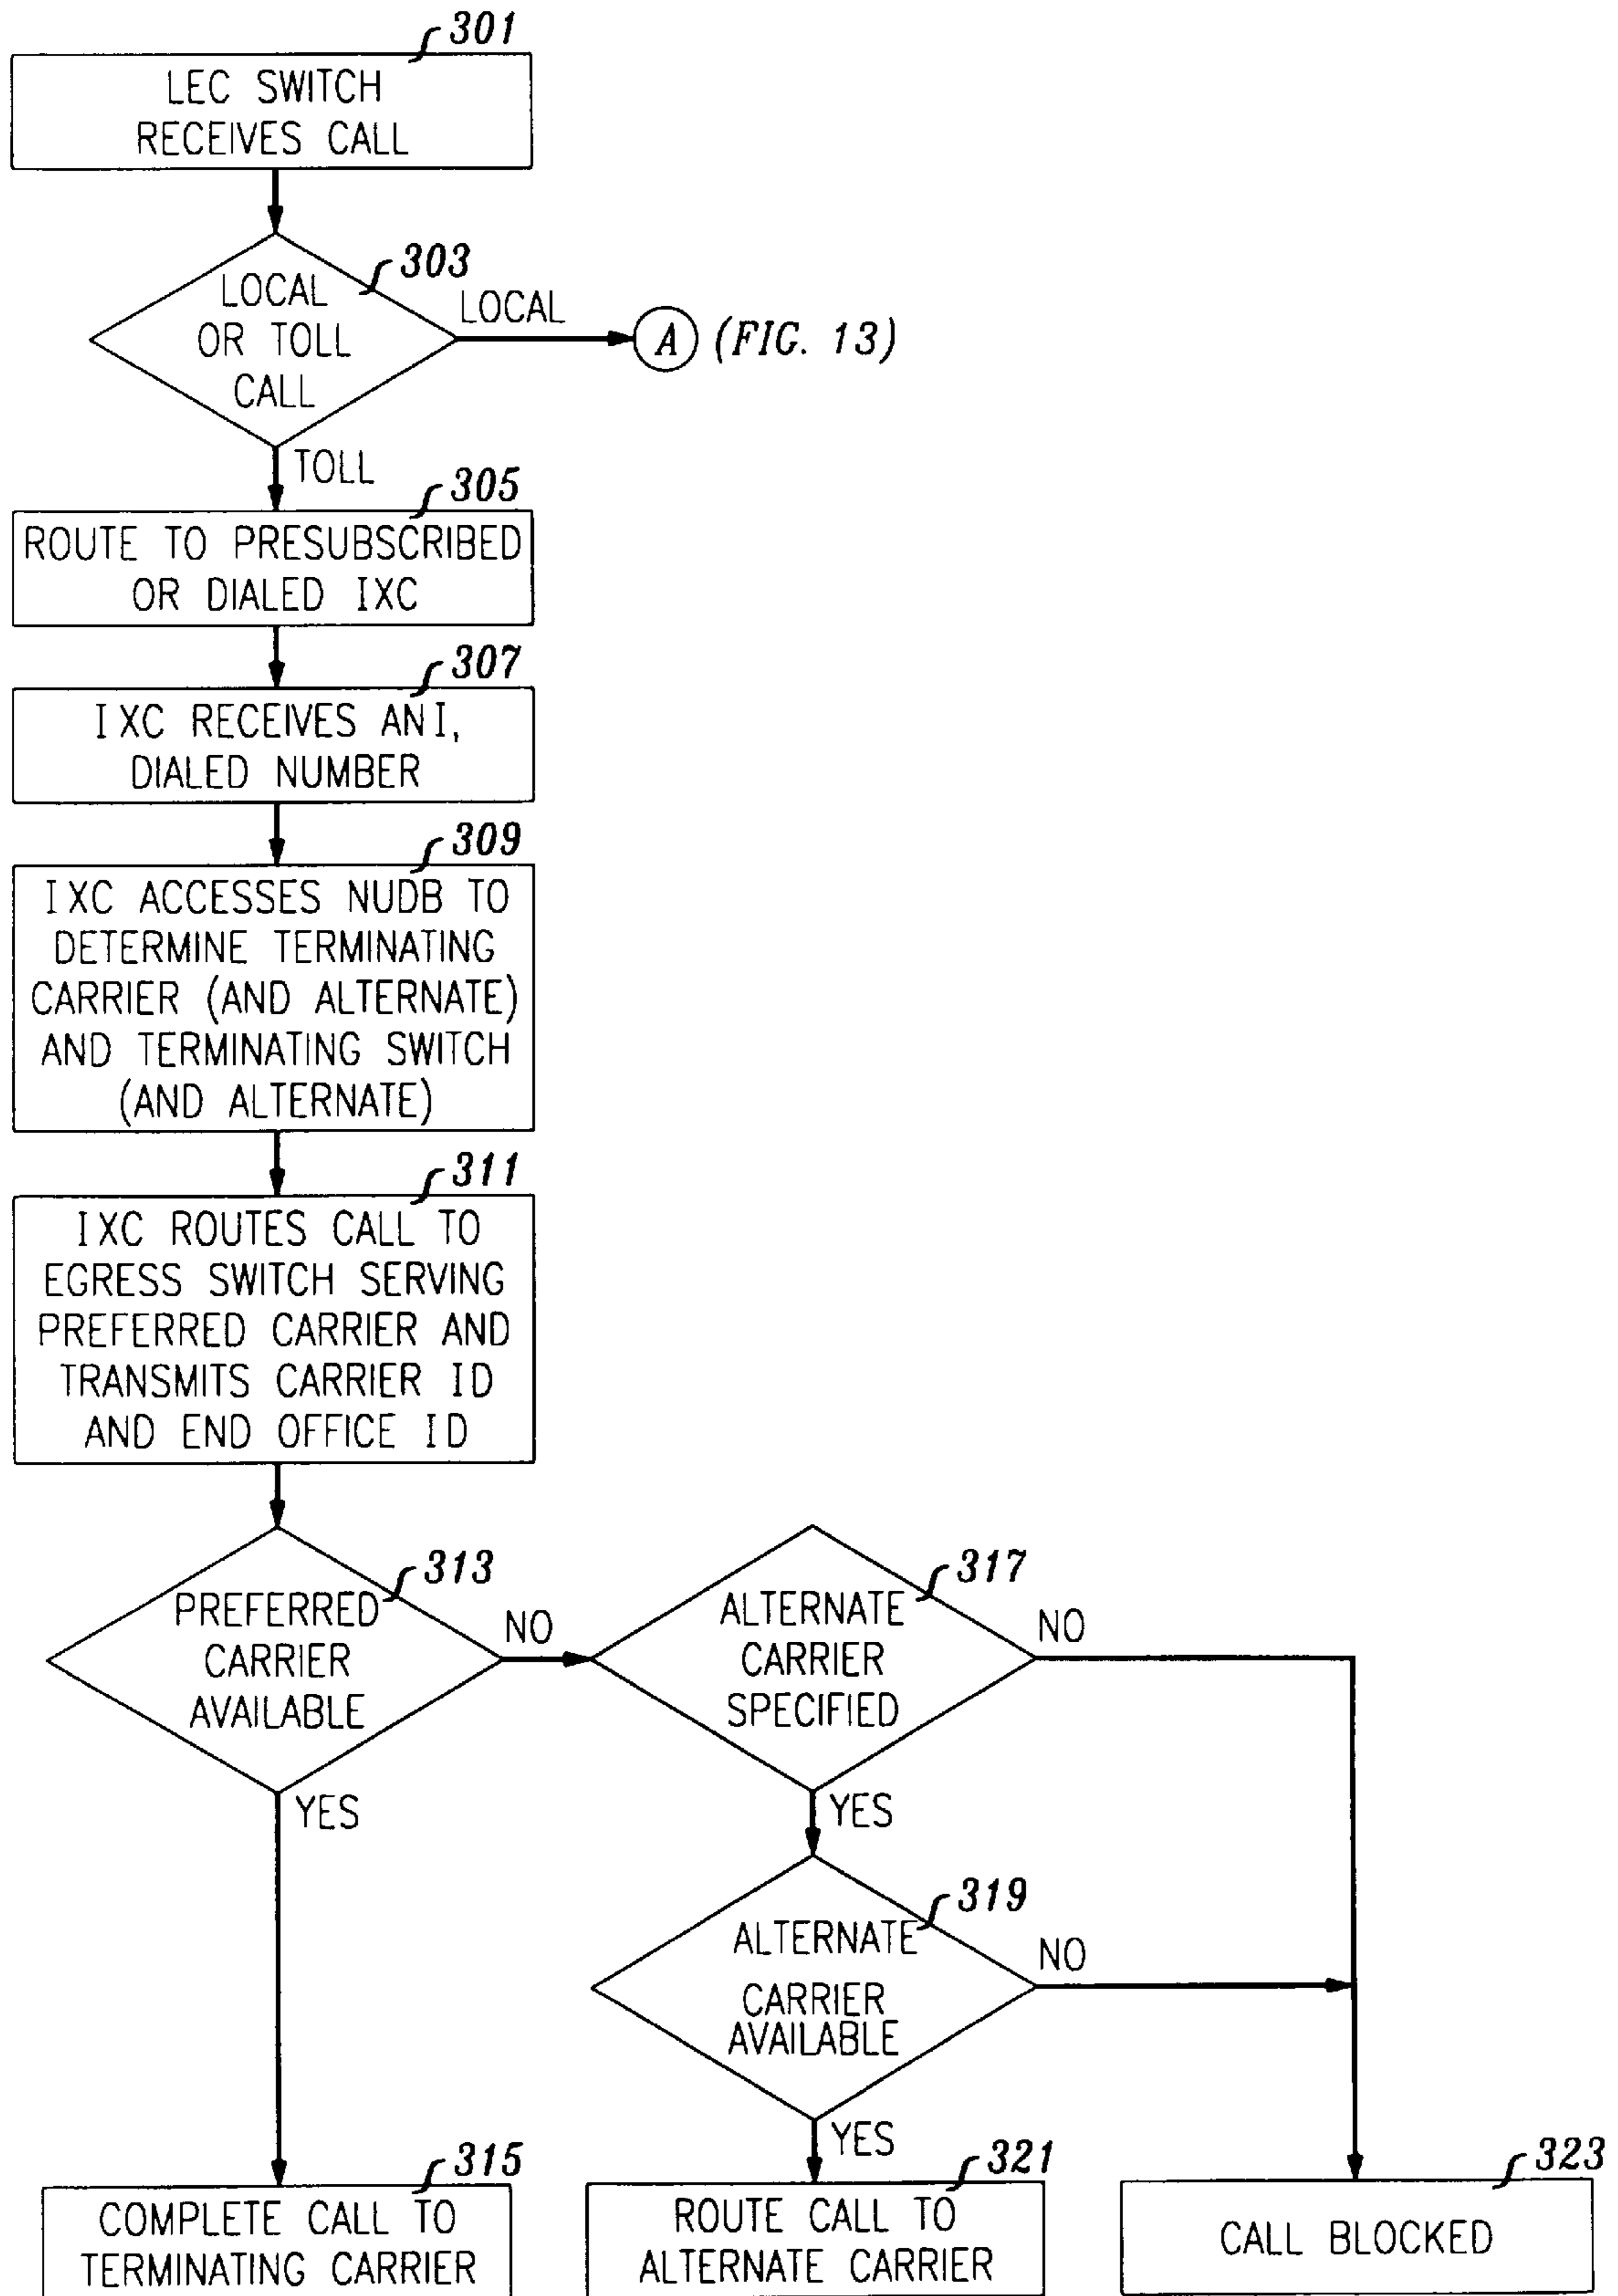 301
LEC SWITCH
RECEIVES CALL
303
LOCAL
OR TOLL
CALL
LOCAL
A (FIG. 13)
TOLL
305
ROUTE TO PRESUBSCRIBED
OR DIALED IXC
307
IXC RECEIVES ANI,
DIALED NUMBER
309
IXC ACCESSES NUDB TO
DETERMINE TERMINATING
CARRIER (AND ALTERNATE)
AND TERMINATING SWITCH
(AND ALTERNATE)
311
IXC ROUTES CALL TO
EGRESS SWITCH SERVING
PREFERRED CARRIER AND
TRANSMITS CARRIER ID
AND END OFFICE ID
313
PREFERRED
CARRIER
AVAILABLE
NO
YES
317
ALTERNATE
CARRIER
SPECIFIED
NO
YES
319
ALTERNATE
CARRIER
AVAILABLE
NO
YES
315
COMPLETE CALL TO
TERMINATING CARRIER
321
ROUTE CALL TO
ALTERNATE CARRIER
323
CALL BLOCKED